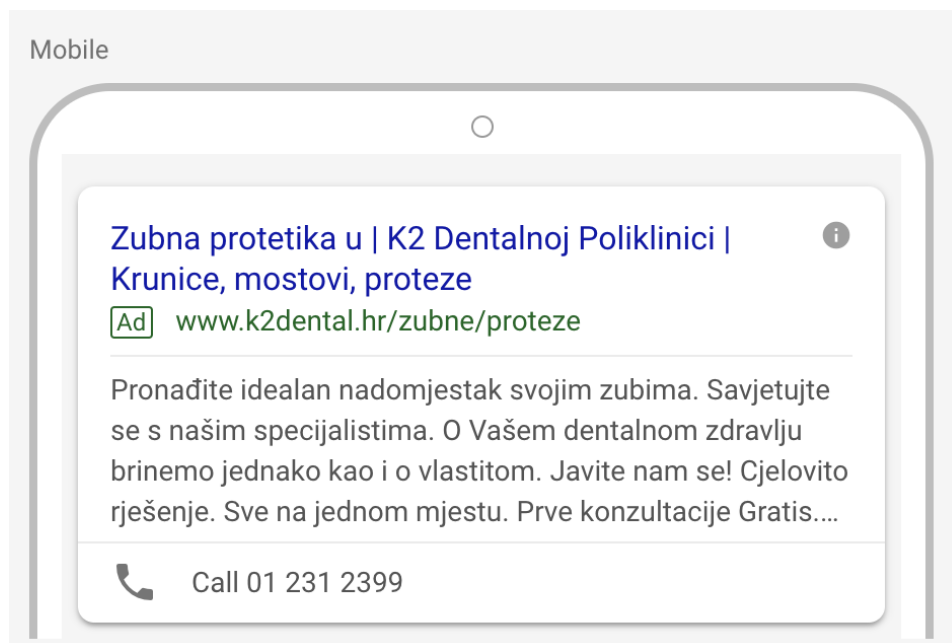 Mobile
Zubna protetika u | K2 Dentalnoj Poliklinici |
Krunice, mostovi, proteze
Ad www.k2dental.hr/zubne/proteze
Pronađite idealan nadomjestak svojim zubima. Savjetujte
se s našim specijalistima. O Vašem dentalnom zdravlju
brinemo jednako kao i o vlastitom. Javite nam se! Cjelovito
rješenje. Sve na jednom mjestu. Prve konzultacije Gratis....
Call 01 231 2399